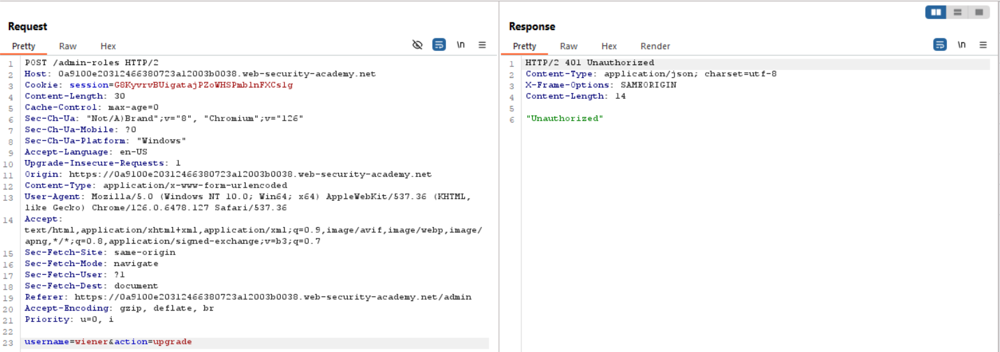 Request
Pretty Raw Hex \n
1 POST /admin-roles HTTP/2
2 Host: 0a9100e20312466380723a12003b0038.web-security-academy.net
3 Cookie: session=G8KyvrvBUigatajPZoWHSPmblnFXCslg
4 Content-Length: 30
5 Cache-Control: max-age=0
6 Sec-Ch-Ua: "Not/A)Brand";v="8", "Chromium";v="126"
7 Sec-Ch-Ua-Mobile: ?0
8 Sec-Ch-Ua-Platform: "Windows"
9 Accept-Language: en-US
10 Upgrade-Insecure-Requests: 1
11 Origin: https://0a9100e20312466380723a12003b0038.web-security-academy.net
12 Content-Type: application/x-www-form-urlencoded
13 User-Agent: Mozilla/5.0 (Windows NT 10.0; Win64; x64) AppleWebKit/537.36 (KHTML,
like Gecko) Chrome/126.0.6478.127 Safari/537.36
14 Accept:
text/html,application/xhtml+xml,application/xml;q=0.9,image/avif,image/webp,image/
apng,*/*;q=0.8,application/signed-exchange;v=b3;q=0.7
15 Sec-Fetch-Site: same-origin
16 Sec-Fetch-Mode: navigate
17 Sec-Fetch-User: ?1
18 Sec-Fetch-Dest: document
19 Referer: https://0a9100e20312466380723a12003b0038.web-security-academy.net/admin
20 Accept-Encoding: gzip, deflate, br
21 Priority: u=0, i
22
23 username=wiener&action=upgrade
Response
Pretty Raw Hex Render \n
1 HTTP/2 401 Unauthorized
2 Content-Type: application/json; charset=utf-8
3 X-Frame-Options: SAMEORIGIN
4 Content-Length: 14
5
6 "Unauthorized"